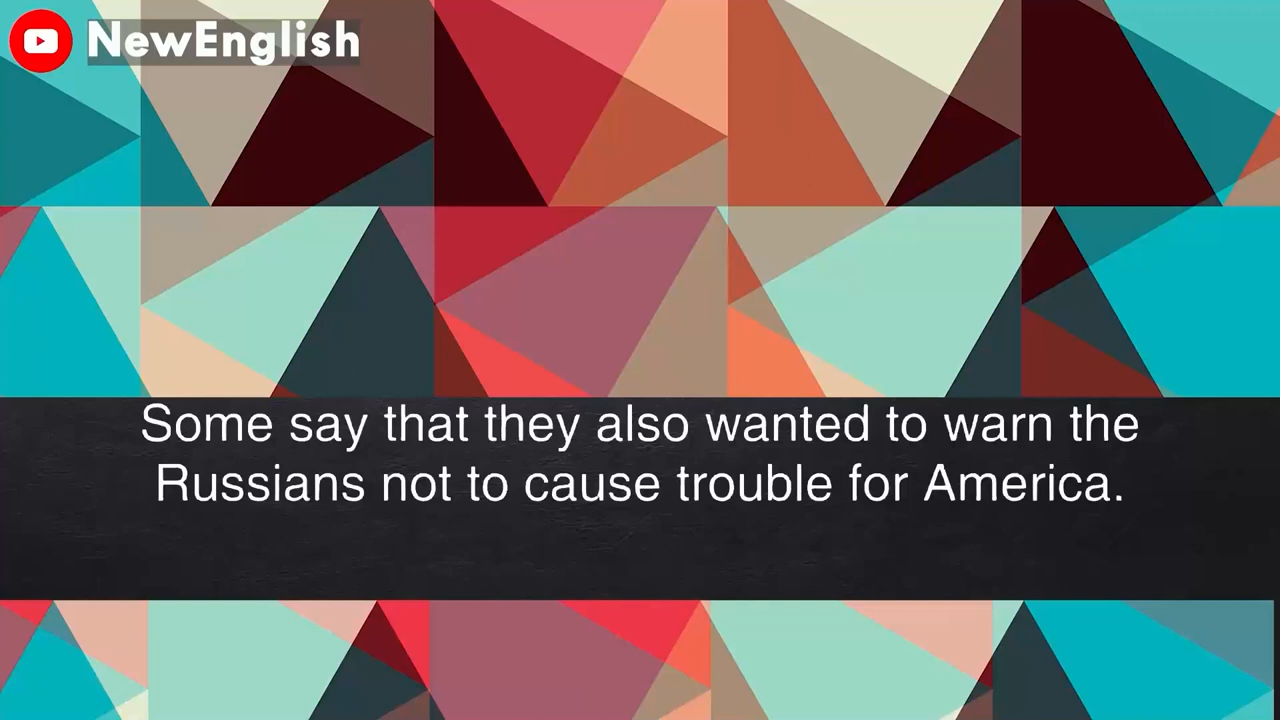 NewEnglish
Some say that they also wanted to warn the
Russians not to cause trouble for America.